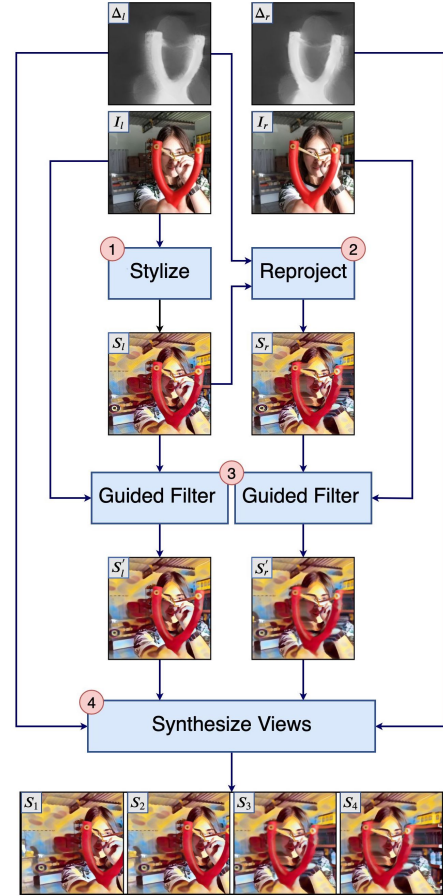 Δl Δr
Il Ir
1 2
Stylize Reproject
Sl Sr
3
Guided Filter Guided Filter
S′l S′r
4
Synthesize Views
S1 S2 S3 S4